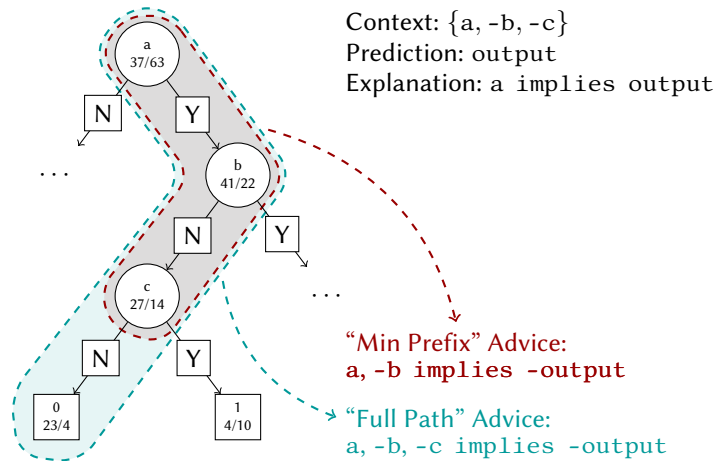 a
37/63
Context: {a, -b, -c}
Prediction: output
Explanation: a implies output
N
Y
. . .
b
41/22
N
Y
c
27/14
. . .
N
Y
"Min Prefix" Advice:
a, -b implies -output
0
23/4
1
4/10
"Full Path" Advice:
a, -b, -c implies -output